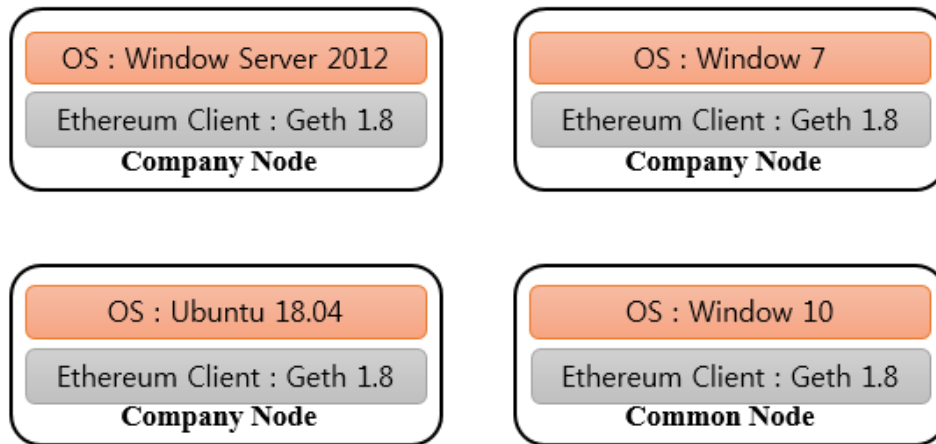 OS : Window Server 2012
Ethereum Client : Geth 1.8
Company Node
OS : Window 7
Ethereum Client : Geth 1.8
Company Node
OS : Ubuntu 18.04
Ethereum Client : Geth 1.8
Company Node
OS : Window 10
Ethereum Client : Geth 1.8
Common Node